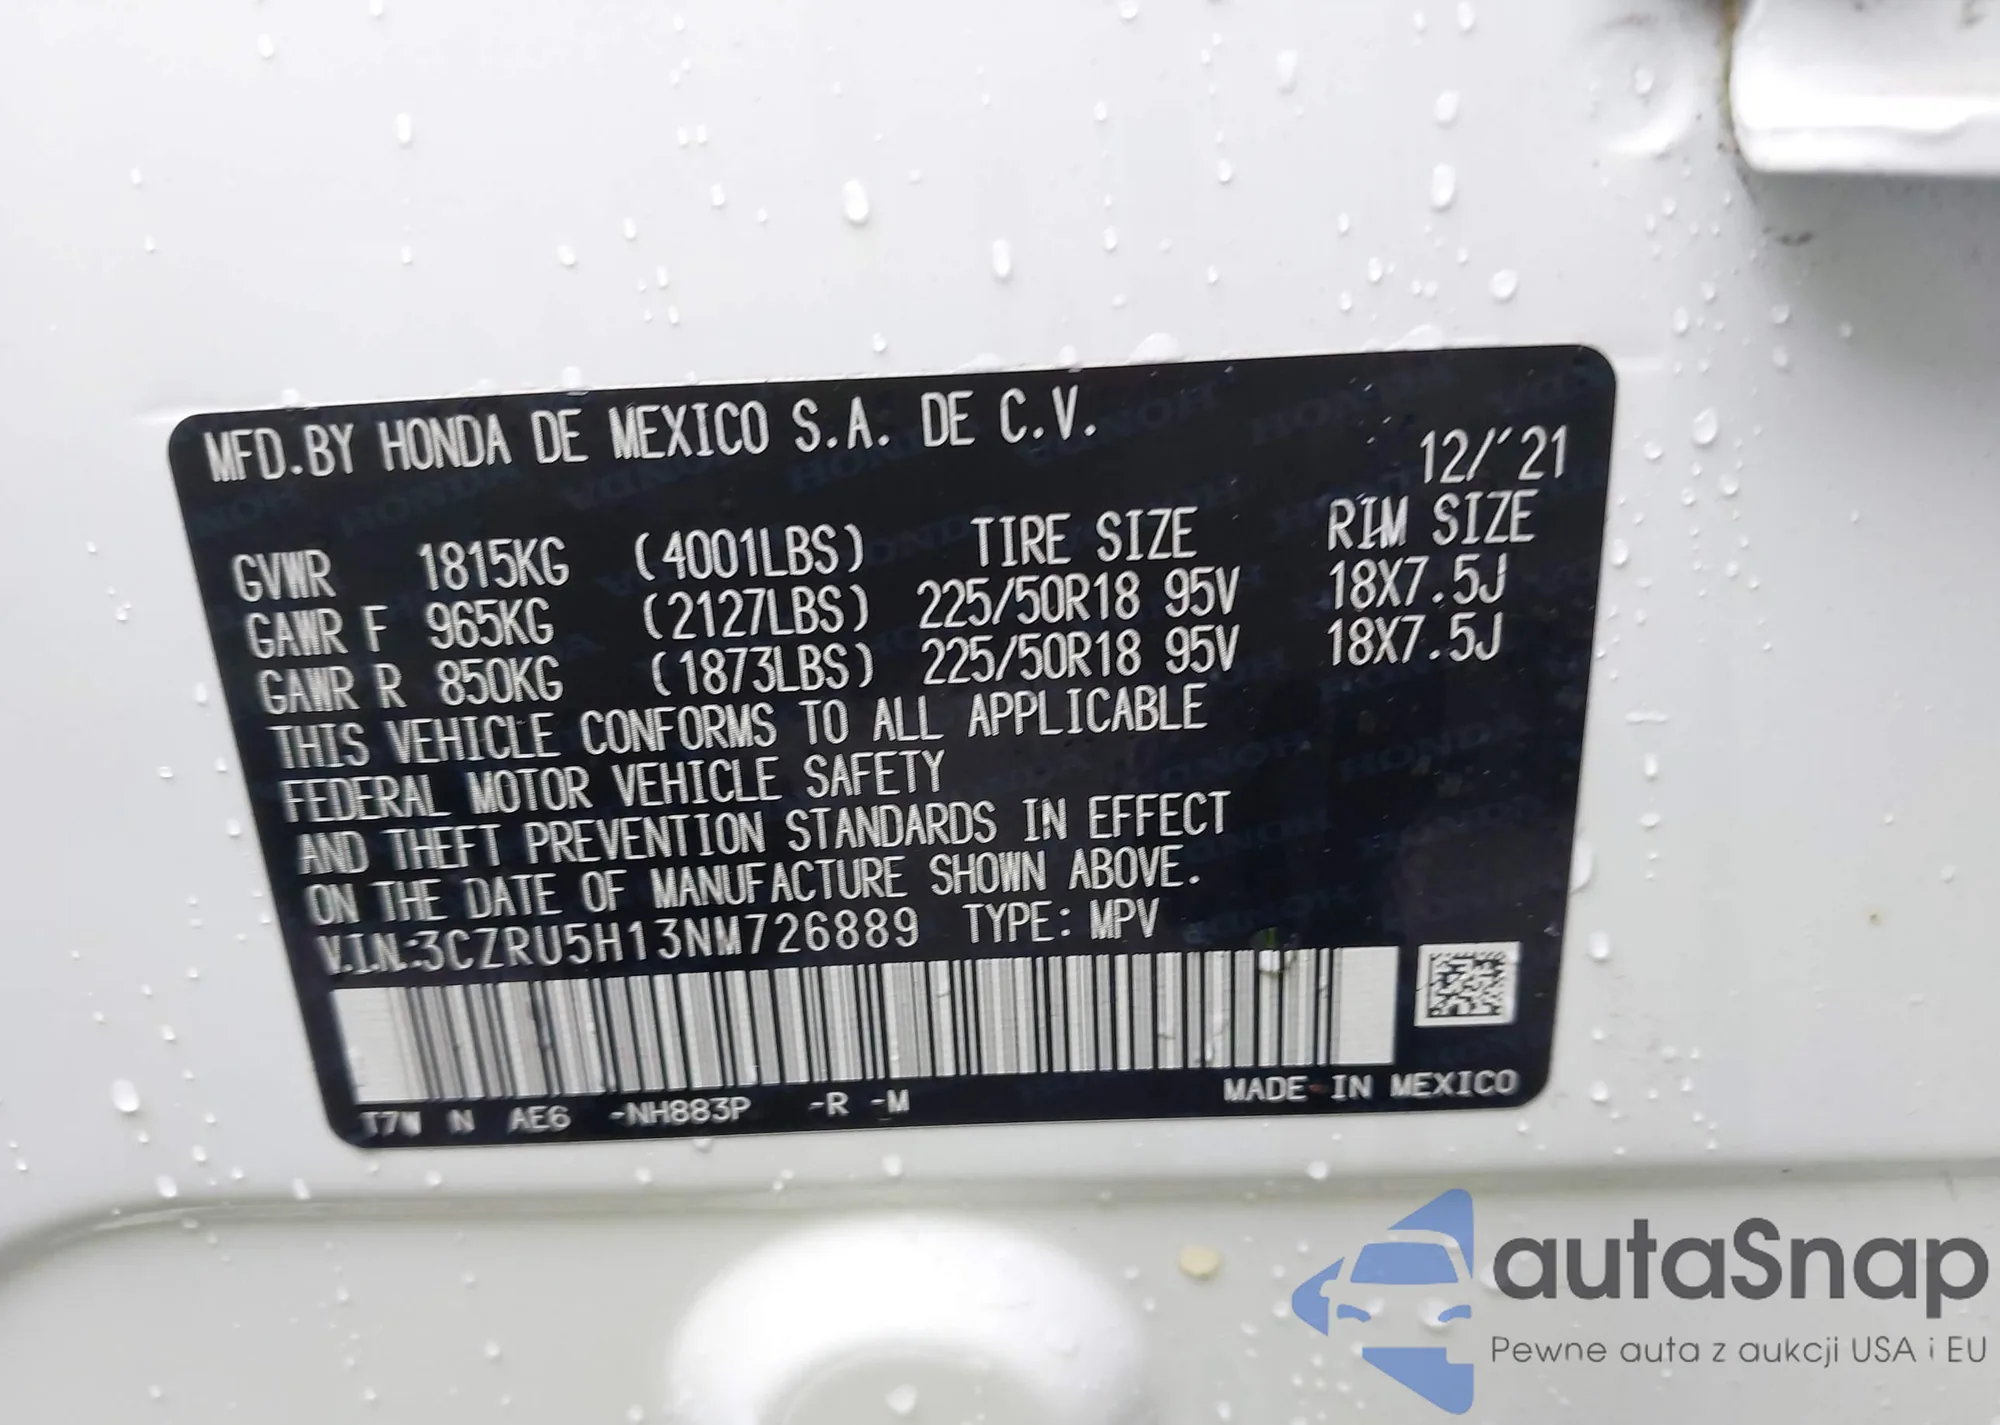 MFD.BY HONDA DE MEXICO S.A. DE C.V.
12/'21
GVWR 1815KG (4001LBS) TIRE SIZE RIM SIZE
GAWR F 965KG (2127LBS) 225/50R18 95V 18X7.5J
GAWR R 850KG (1873LBS) 225/50R18 95V 18X7.5J
THIS VEHICLE CONFORMS TO ALL APPLICABLE
FEDERAL MOTOR VEHICLE SAFETY
AND THEFT PREVENTION STANDARDS IN EFFECT
ON THE DATE OF MANUFACTURE SHOWN ABOVE.
V.I.N:3CZRU5H13NM726889 TYPE: MPV
MADE IN MEXICO
T7W N AE6 -NH883P -R -M
autaSnap
Pewne auta z aukcji USA i EU